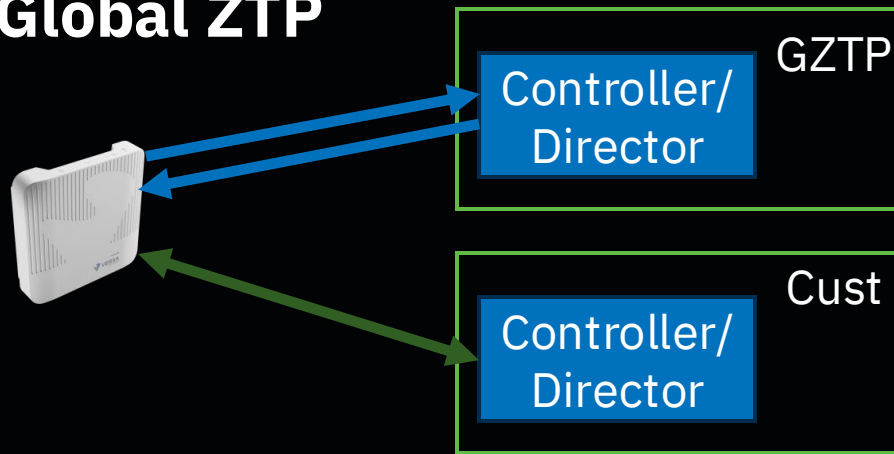 Global ZTP
GZTP
Controller/
Director
Cust
Controller/
Director